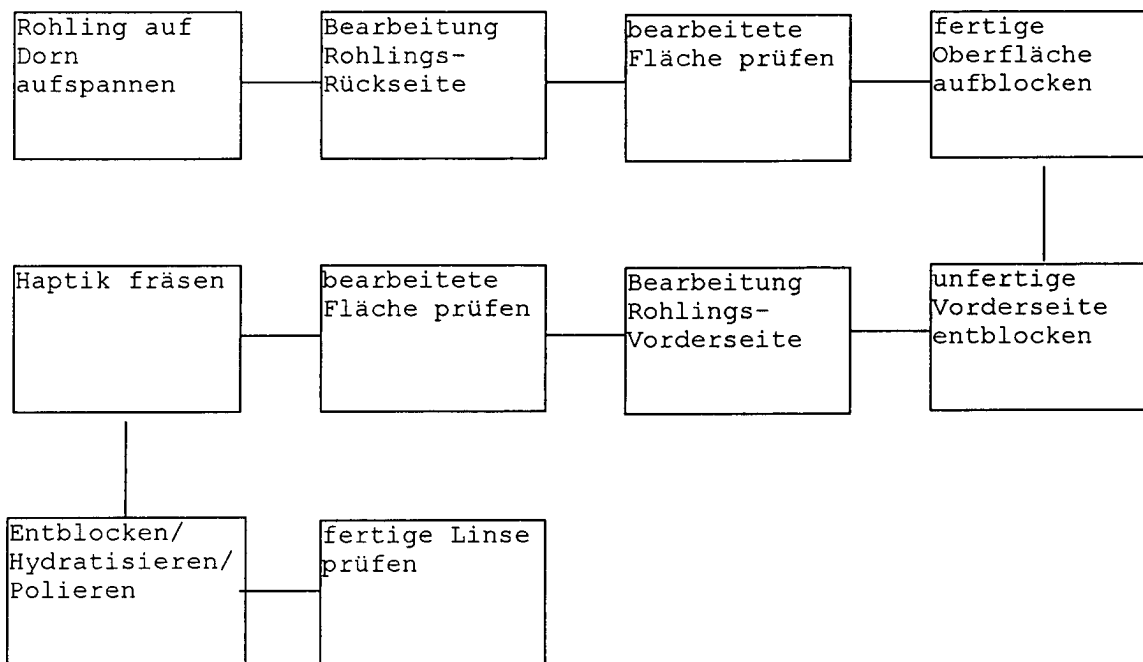 Rohling auf
Dorn
aufspannen
Bearbeitung
Rohlings-
Rückseite
bearbeitete
Fläche prüfen
fertige
Oberfläche
aufblocken
unfertige
Vorderseite
entblocken
Bearbeitung
Rohlings-
Vorderseite
bearbeitete
Fläche prüfen
Haptik fräsen
Entblocken/
Hydratisieren/
Polieren
fertige Linse
prüfen